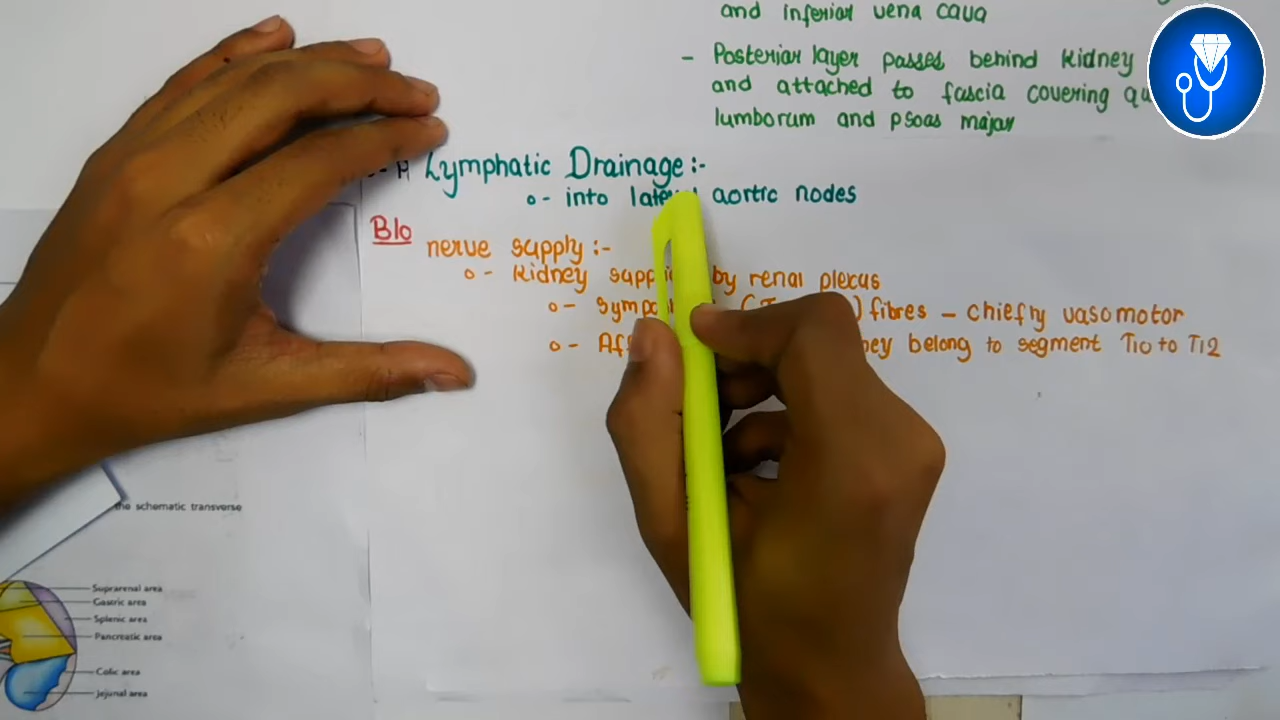 and inferior vena cava
- Posterior layer passes behind kidney
and attached to fascia covering
lumborum and psoas major
Lymphatic Drainage:-
o- into aortic nodes
Blo
nerve supply:-
o- Kidney by renal plexus
o- fibres - chiefly vasomotor
o- belong to segment T10 to T12
the schematic transverse
Suprarenal area
Gastric area
Splenic area
Pancreatic area
Colic area
Jejunal area